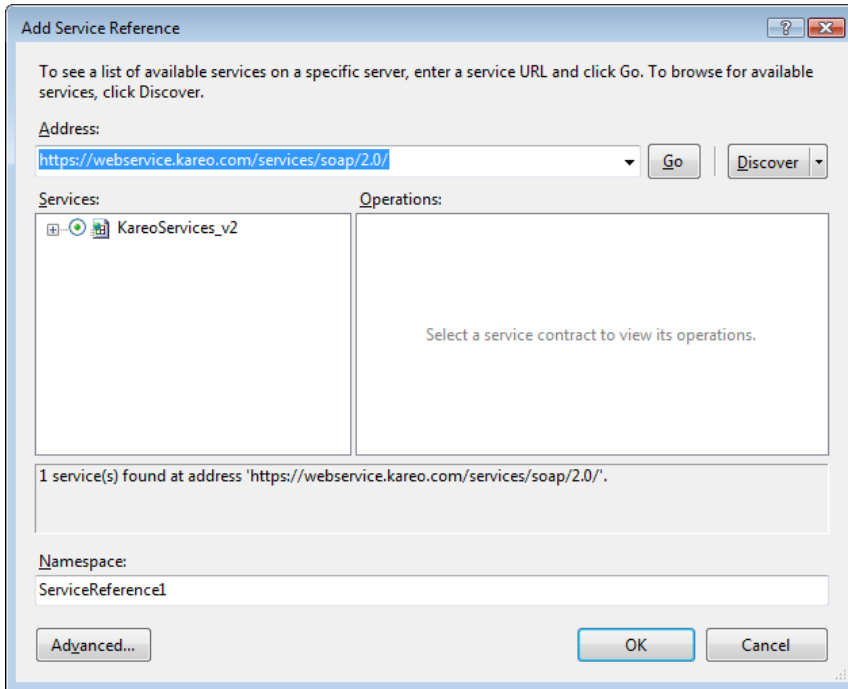 Add Service Reference
To see a list of available services on a specific server, enter a service URL and click Go. To browse for available
services, click Discover.
Address:
https://webservice.kareo.com/services/soap/2.0/
Go
Discover
Services:
Operations:
KareoServices_v2
Select a service contract to view its operations.
1 service(s) found at address 'https://webservice.kareo.com/services/soap/2.0/'.
Namespace:
ServiceReference1
Advanced...
OK
Cancel